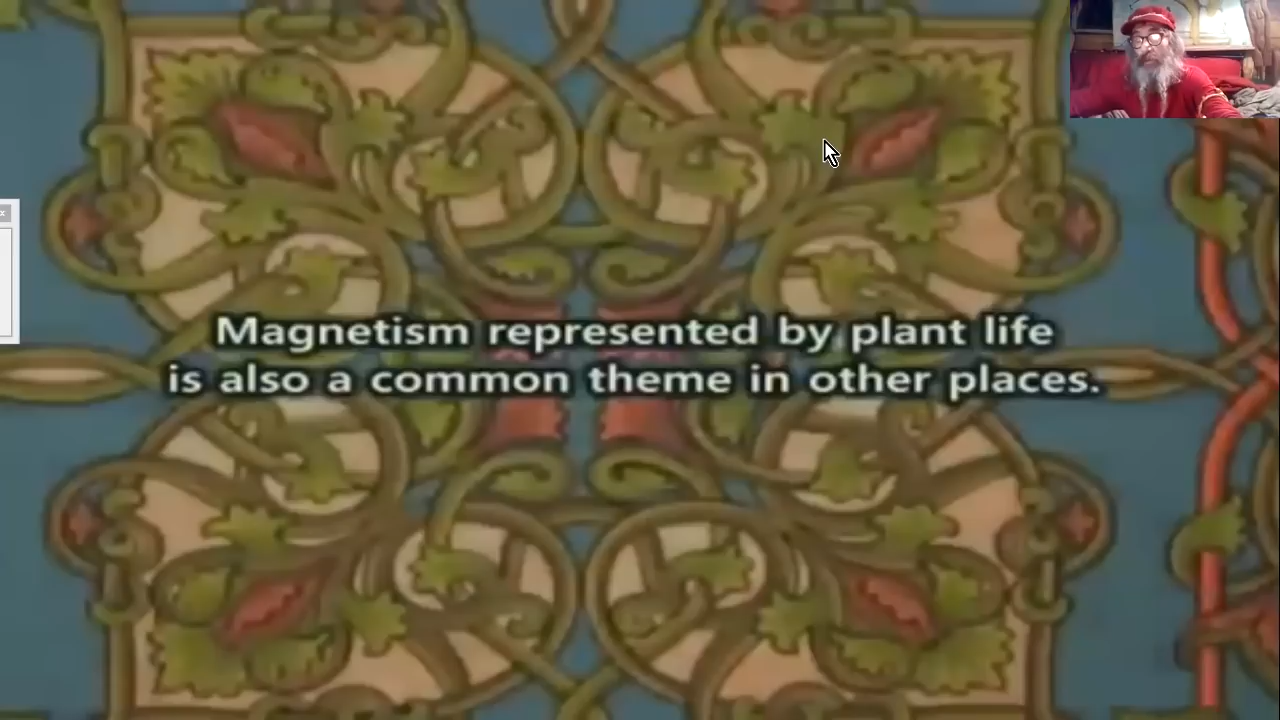 Magnetism represented by plant life
is also a common theme in other places.